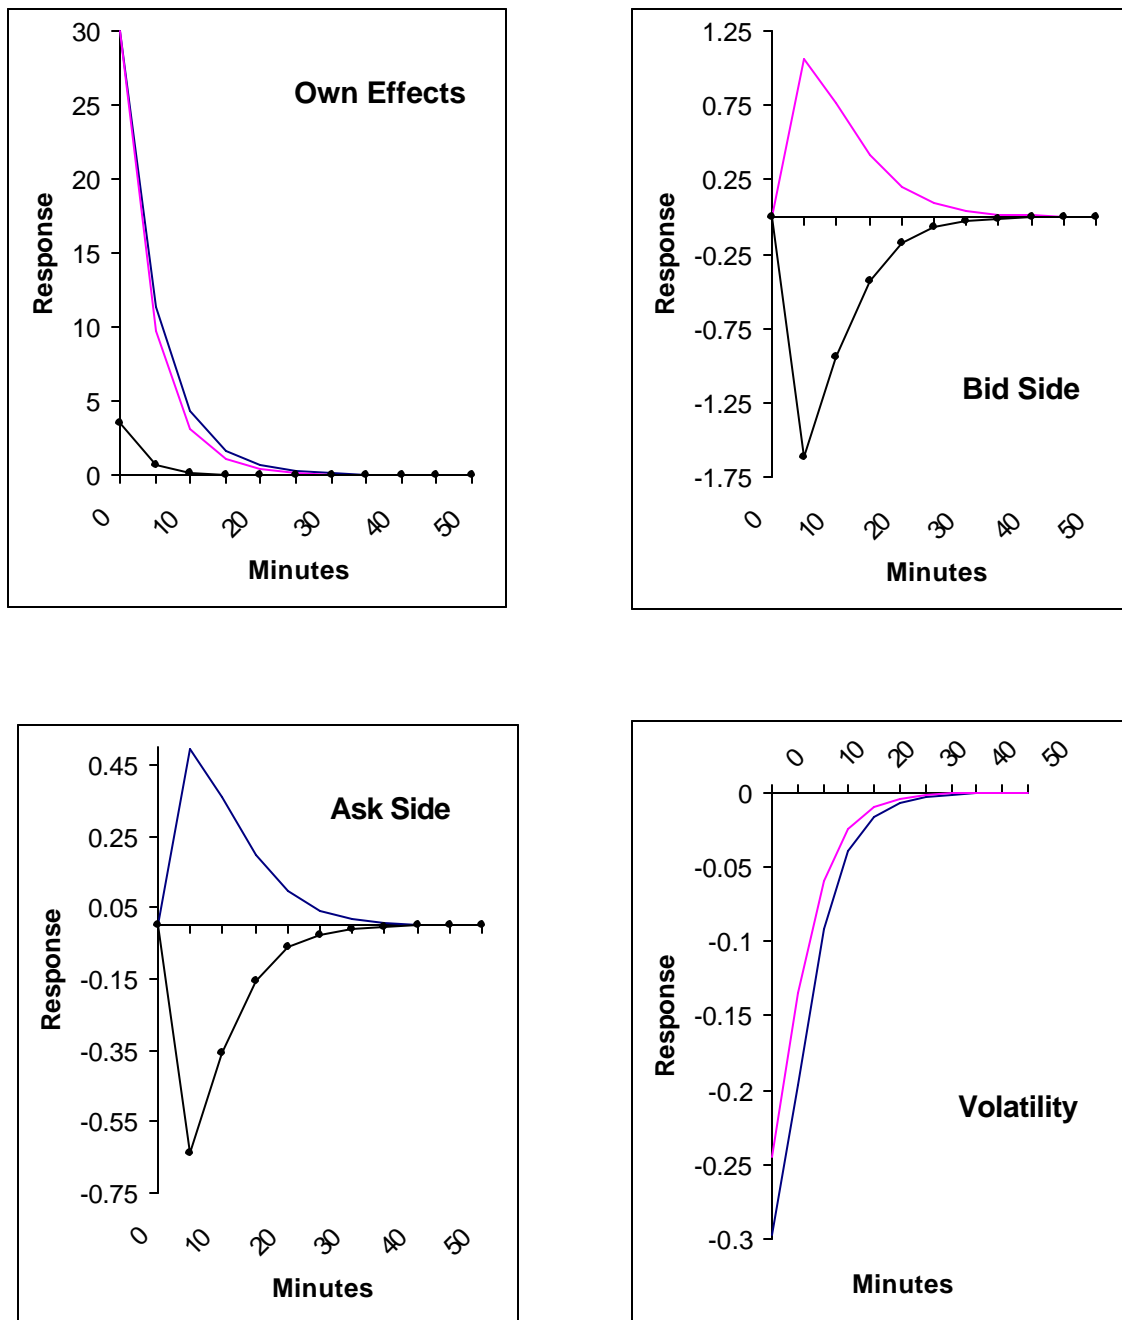 Own Effects
30
25
20
15
10
5
0
Response
0 10 20 30 40 50
Minutes
Bid Side
1.25
0.75
0.25
-0.25
-0.75
-1.25
-1.75
Response
0 10 20 30 40 50
Minutes
Ask Side
0.45
0.25
0.05
-0.15
-0.35
-0.55
-0.75
Response
0 10 20 30 40 50
Minutes
0 10 20 30 40 50
0
-0.05
-0.1
-0.15
-0.2
-0.25
-0.3
Response
Volatility
Minutes